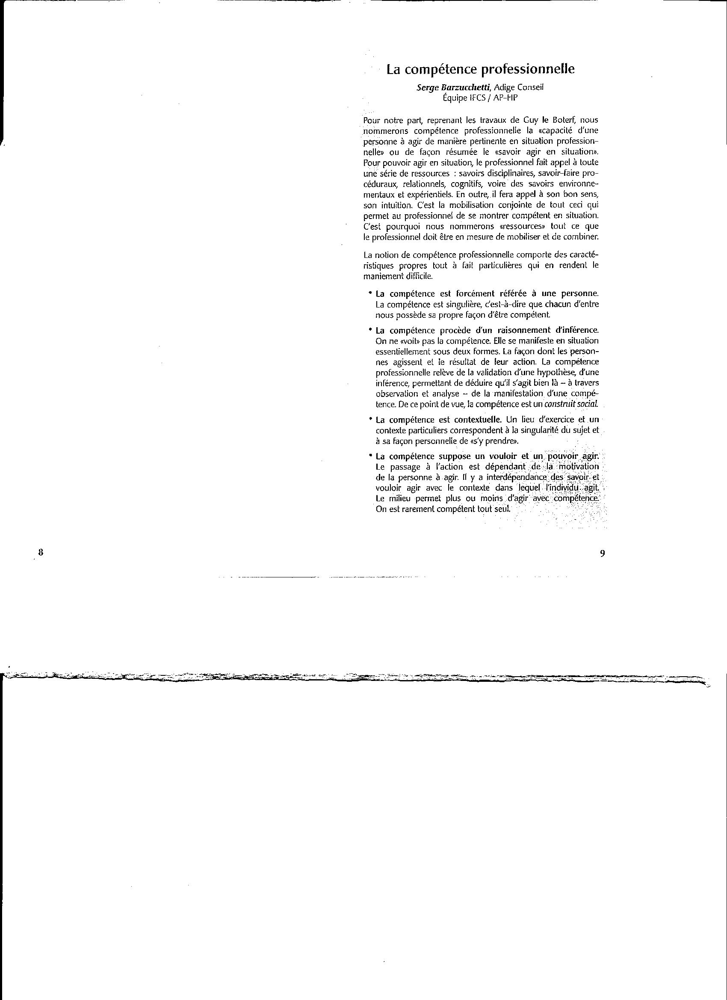 La compétence professionnelle
Serge Barzucchetti, Adige Conseil
Équipe IFCS / AP-HP
Pour notre part, reprenant les travaux de Guy le Boterf, nous
nommerons compétence professionnelle la «capacité d'une
personne à agir de manière pertinente en situation profession-
nelle» ou de façon résumée le «savoir agir en situation».
Pour pouvoir agir en situation, le professionnel fait appel à toute
une série de ressources : savoirs disciplinaires, savoir-faire pro-
céduraux, relationnels, cognitifs, voire des savoirs environne-
mentaux et expérientiels. En outre, il fera appel à son bon sens,
son intuition. C'est la mobilisation conjointe de tout ceci qui
permet au professionnel de se montrer compétent en situation.
C'est pourquoi nous nommerons «ressources» tout ce que
le professionnel doit être en mesure de mobiliser et de combiner.
La notion de compétence professionnelle comporte des caracté-
ristiques propres tout à fait particulières qui en rendent le
maniement difficile.
• La compétence est forcément référée à une personne.
La compétence est singulière, c'est-à-dire que chacun d'entre
nous possède sa propre façon d'être compétent.
• La compétence procède d'un raisonnement d'inférence.
On ne «voit» pas la compétence. Elle se manifeste en situation
essentiellement sous deux formes. La façon dont les person-
nes agissent et le résultat de leur action. La compétence
professionnelle relève de la validation d'une hypothèse, d'une
inférence, permettant de déduire qu'il s'agit bien là – à travers
observation et analyse – de la manifestation d'une compé-
tence. De ce point de vue, la compétence est un construit social.
• La compétence est contextuelle. Un lieu d'exercice et un
contexte particuliers correspondent à la singularité du sujet et
à sa façon personnelle de «s'y prendre».
• La compétence suppose un vouloir et un pouvoir agir.
Le passage à l'action est dépendant de la motivation
de la personne à agir. Il y a interdépendance des savoir et
vouloir agir avec le contexte dans lequel l'individu agit.
Le milieu permet plus ou moins d'agir avec compétence.
On est rarement compétent tout seul.
8
9